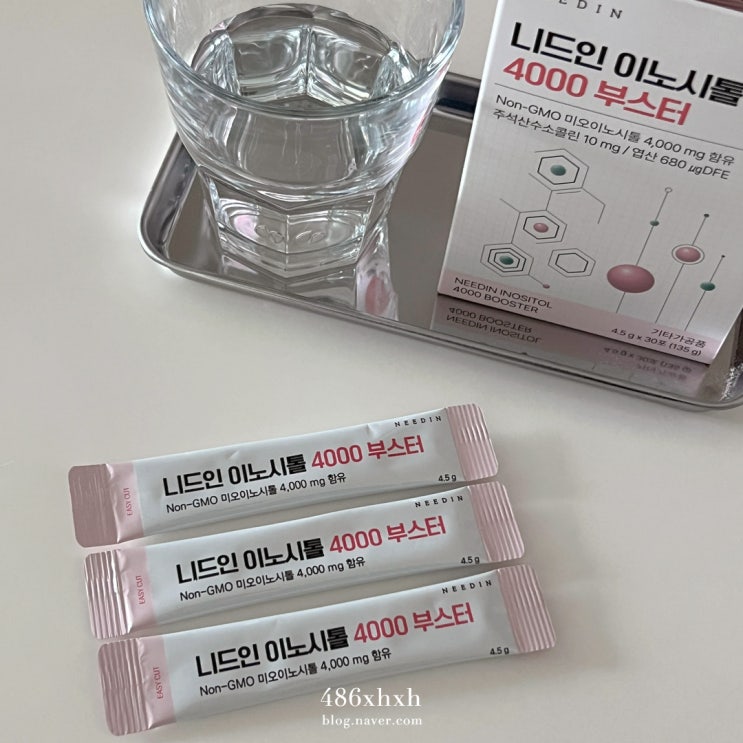 NEEDIN
니드인 이노시톨
4000 부스터
Non-GMO 미오이노시톨 4,000 mg 함유
주석산수소콜린 10 mg / 엽산 680 µgDFE
NEEDIN INOSITOL
4000 BOOSTER
기타가공품
4.5 g x 30포 (135 g)
NEEDIN
니드인 이노시톨 4000 부스터
Non-GMO 미오이노시톨 4,000 mg 함유
4.5 g
EASY CUT
NEEDIN
니드인 이노시톨 4000 부스터
Non-GMO 미오이노시톨 4,000 mg 함유
4.5 g
EASY CUT
NEEDIN
니드인 이노시톨 4000 부스터
Non-GMO 미오이노시톨 4,000 mg 함유
4.5 g
EASY CUT
486xhxh
blog.naver.com